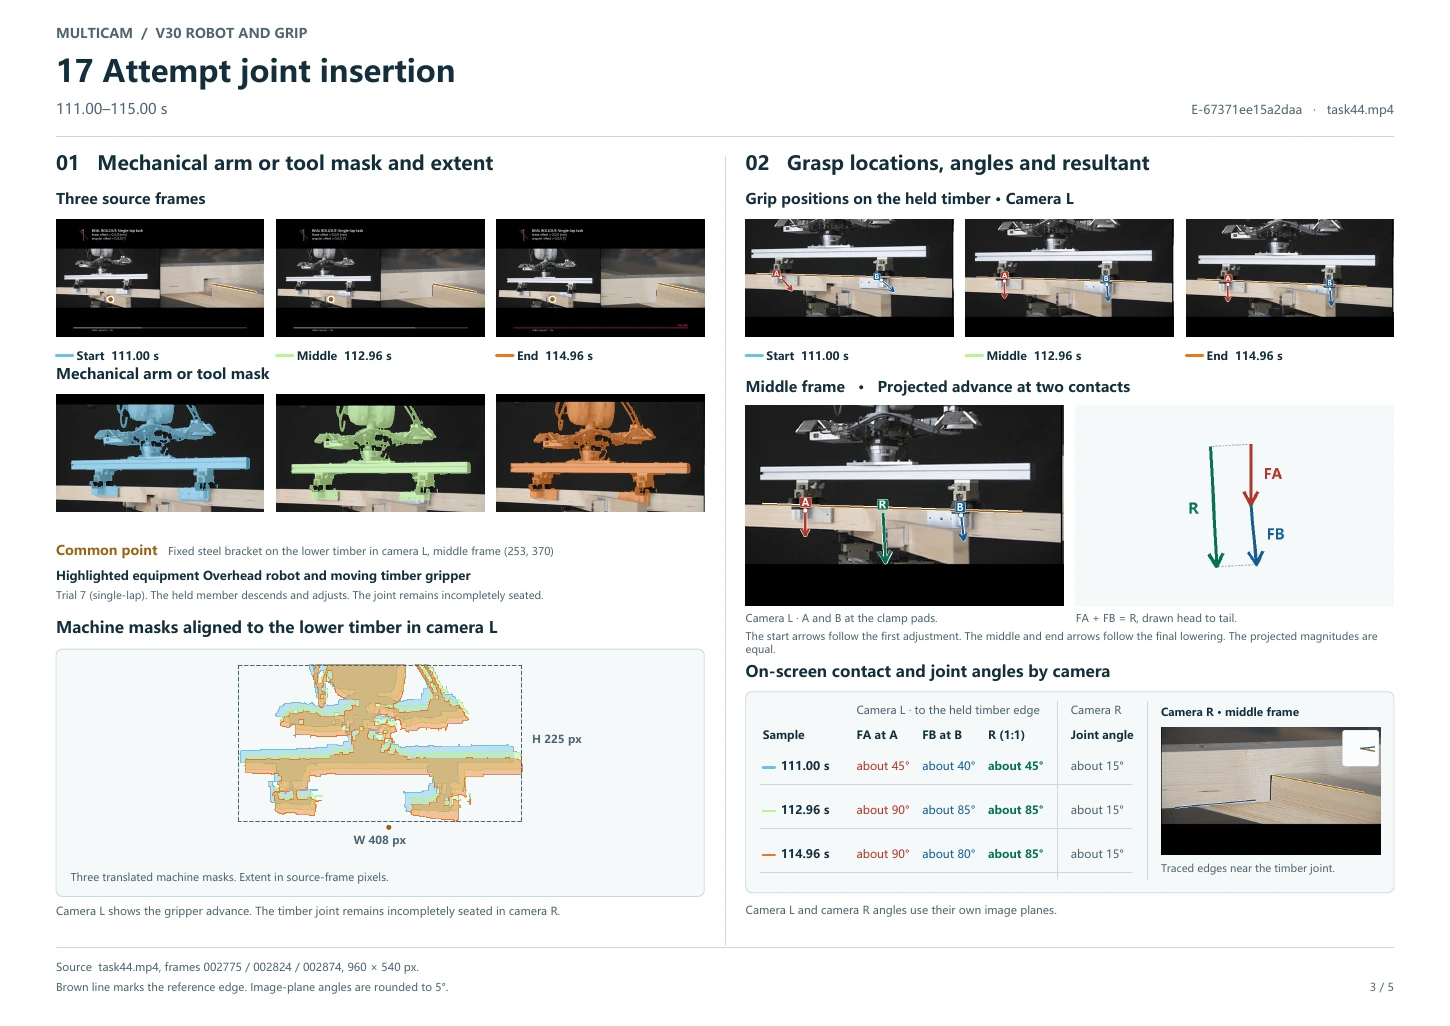 MULTICAM / V30 ROBOT AND GRIP
17 Attempt joint insertion
111.00–115.00 s
E-67371ee15a2daa · task44.mp4
01 Mechanical arm or tool mask and extent
Three source frames
Start 111.00 s
Middle 112.96 s
End 114.96 s
Mechanical arm or tool mask
Common point Fixed steel bracket on the lower timber in camera L, middle frame (253, 370)
Highlighted equipment Overhead robot and moving timber gripper
Trial 7 (single-lap). The held member descends and adjusts. The joint remains incompletely seated.
Machine masks aligned to the lower timber in camera L
H 225 px
W 408 px
Three translated machine masks. Extent in source-frame pixels.
Camera L shows the gripper advance. The timber joint remains incompletely seated in camera R.
02 Grasp locations, angles and resultant
Grip positions on the held timber • Camera L
A B
A B
A B
Start 111.00 s
Middle 112.96 s
End 114.96 s
Middle frame • Projected advance at two contacts
A R B
R FA FB
Camera L · A and B at the clamp pads.
FA + FB = R, drawn head to tail.
The start arrows follow the first adjustment. The middle and end arrows follow the final lowering. The projected magnitudes are
equal.
On-screen contact and joint angles by camera
Camera L · to the held timber edge Camera R
Sample FA at A FB at B R (1:1) Joint angle
111.00 s about 45° about 40° about 45° about 15°
112.96 s about 90° about 85° about 85° about 15°
114.96 s about 90° about 80° about 85° about 15°
Camera R • middle frame
Traced edges near the timber joint.
Camera L and camera R angles use their own image planes.
Source task44.mp4, frames 002775 / 002824 / 002874, 960 × 540 px.
Brown line marks the reference edge. Image-plane angles are rounded to 5°.
3 / 5